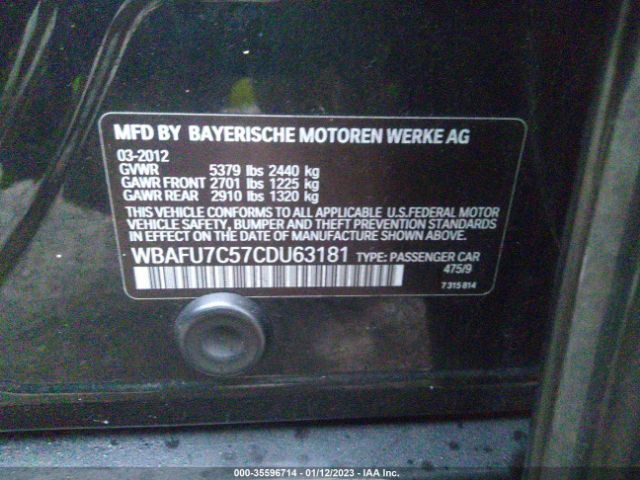 MFD BY BAYERISCHE MOTOREN WERKE AG
03-2012
GVWR 5379 lbs 2440 kg
GAWR FRONT 2701 lbs 1225 kg
GAWR REAR 2910 lbs 1320 kg
THIS VEHICLE CONFORMS TO ALL APPLICABLE U.S.FEDERAL MOTOR
VEHICLE SAFETY, BUMPER AND THEFT PREVENTION STANDARDS IN
EFFECT ON THE DATE OF MANUFACTURE SHOWN ABOVE.
WBAFU7C57CDU63181 TYPE: PASSENGER CAR
475/9
7 315 814
000-35596714 - 01/12/2023 - IAA Inc.